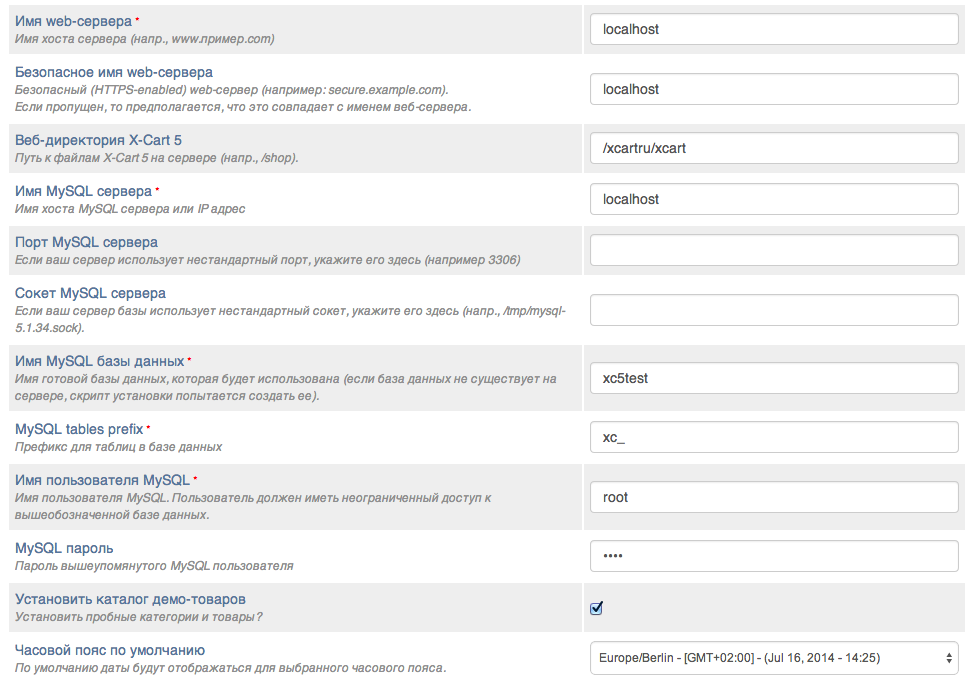 Имя web-сервера *
Имя хоста сервера (напр., www.пример.com)
localhost
Безопасное имя web-сервера
Безопасный (HTTPS-enabled) web-сервер (например: secure.example.com).
Если пропущен, то предполагается, что это совпадает с именем веб-сервера.
localhost
Веб-директория X-Cart 5
Путь к файлам X-Cart 5 на сервере (напр., /shop).
/xcartru/xcart
Имя MySQL сервера *
Имя хоста MySQL сервера или IP адрес
localhost
Порт MySQL сервера
Если ваш сервер использует нестандартный порт, укажите его здесь (например 3306)
Сокет MySQL сервера
Если ваш сервер базы использует нестандартный сокет, укажите его здесь (напр., /tmp/mysql-
5.1.34.sock).
Имя MySQL базы данных *
Имя готовой базы данных, которая будет использована (если база данных не существует на
сервере, скрипт установки попытается создать ее).
xc5test
MySQL tables prefix *
Префикс для таблиц в базе данных
xc_
Имя пользователя MySQL *
Имя пользователя MySQL. Пользователь должен иметь неограниченный доступ к
вышеобозначенной базе данных.
root
MySQL пароль
Пароль вышеупомянутого MySQL пользователя
••••
Установить каталог демо-товаров
Установить пробные категории и товары?
Часовой пояс по умолчанию
По умолчанию даты будут отображаться для выбранного часового пояса.
Europe/Berlin - [GMT+02:00] - (Jul 16, 2014 - 14:25)